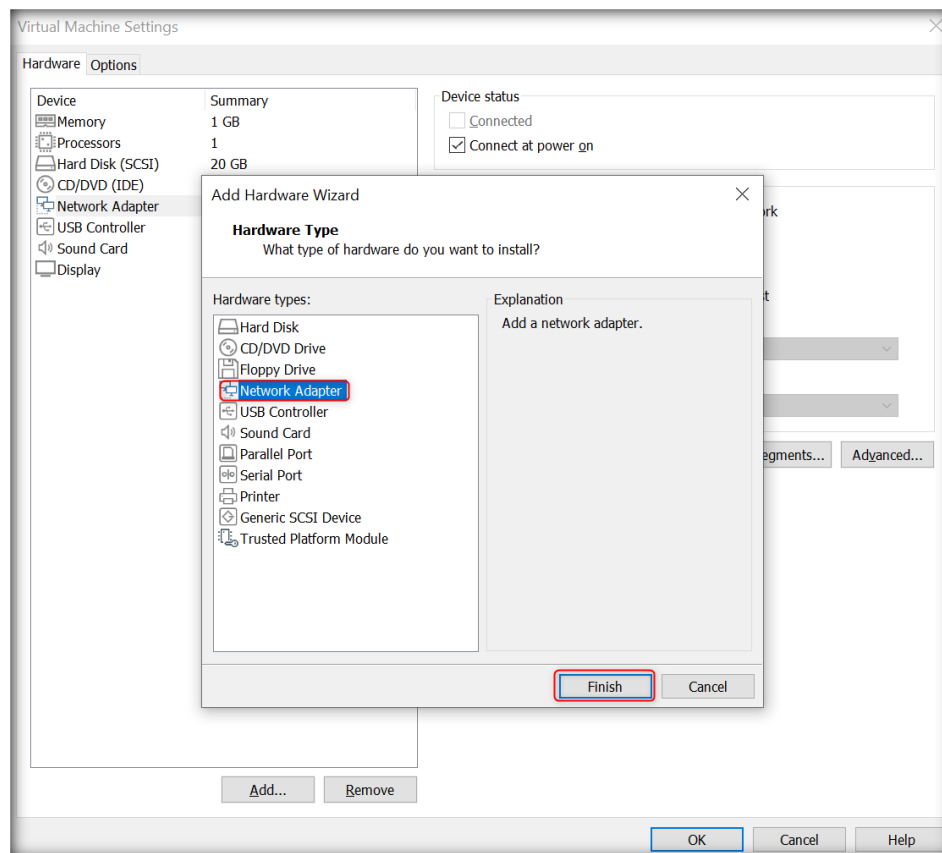 Virtual Machine Settings
Hardware Options
Device Summary
Memory 1 GB
Processors 1
Hard Disk (SCSI) 20 GB
CD/DVD (IDE)
Network Adapter
USB Controller
Sound Card
Display
Device status
Connected
Connect at power on
Add Hardware Wizard
Hardware Type
What type of hardware do you want to install?
Hardware types:
Hard Disk
CD/DVD Drive
Floppy Drive
Network Adapter
USB Controller
Sound Card
Parallel Port
Serial Port
Printer
Generic SCSI Device
Trusted Platform Module
Explanation
Add a network adapter.
Finish Cancel
rk
st
egments... Advanced...
Add... Remove
OK Cancel Help